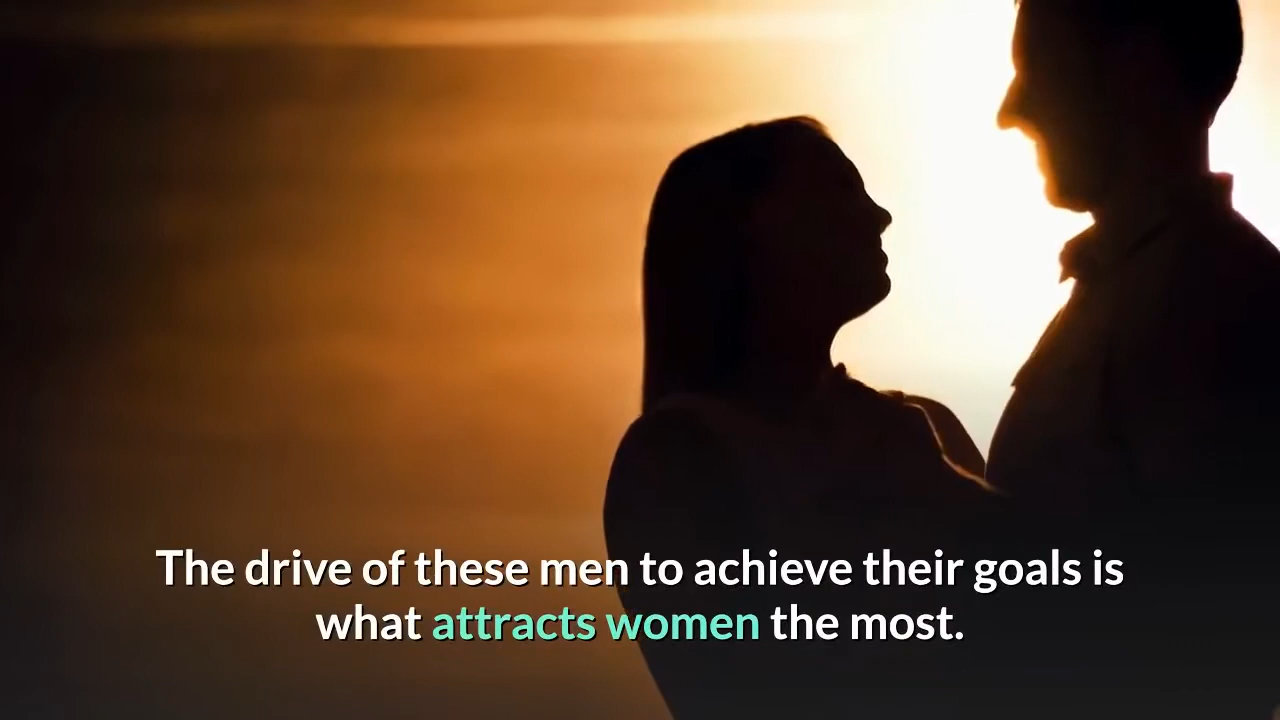 The drive of these men to achieve their goals is
what attracts women the most.